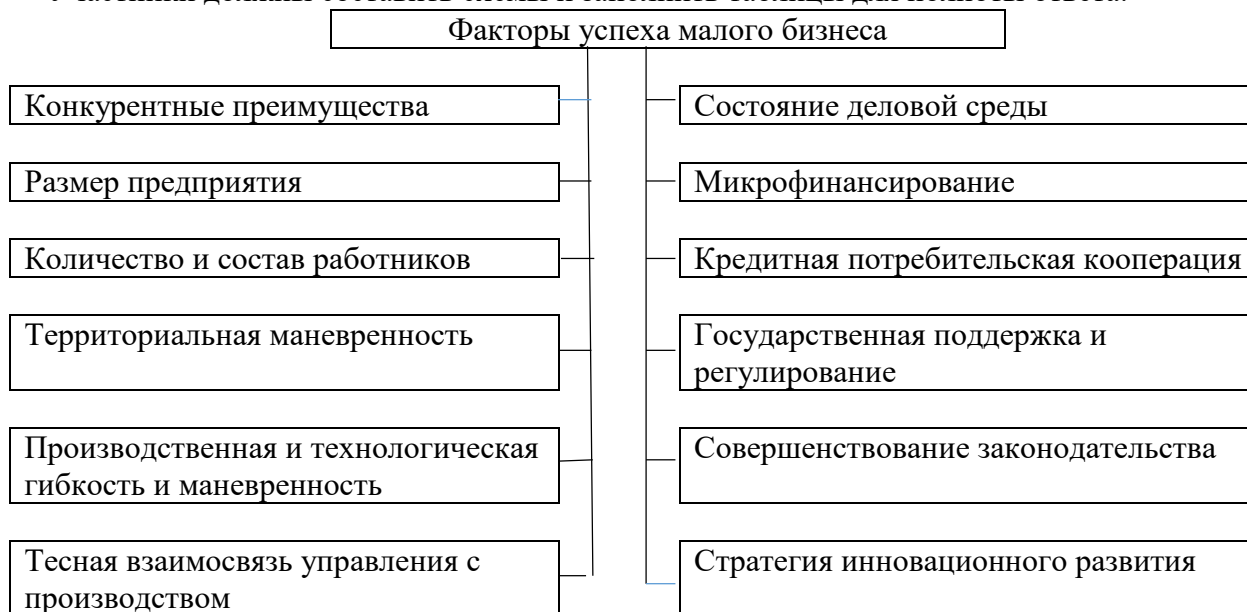 Факторы успеха малого бизнеса
Конкурентные преимущества
Размер предприятия
Количество и состав работников
Территориальная маневренность
Производственная и технологическая
гибкость и маневренность
Тесная взаимосвязь управления с
производством
Состояние деловой среды
Микрофинансирование
Кредитная потребительская кооперация
Государственная поддержка и
регулирование
Совершенствование законодательства
Стратегия инновационного развития